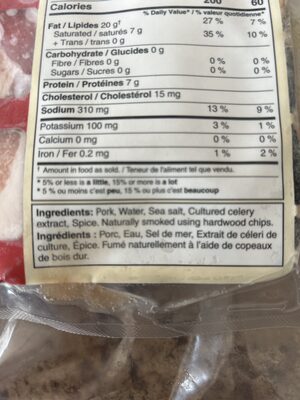 Calories 200 60
% Daily Value* / % valeur quotidienne*
Fat / Lipides 20 g† 27 % 7 %
Saturated / saturés 7 g 35 % 10 %
+ Trans / trans 0 g
Carbohydrate / Glucides 0 g
Fibre / Fibres 0 g 0 % 0 %
Sugars / Sucres 0 g 0 % 0 %
Protein / Protéines 7 g
Cholesterol / Cholestérol 15 mg
Sodium 310 mg 13 % 9 %
Potassium 100 mg 3 % 1 %
Calcium 0 mg 0 % 0 %
Iron / Fer 0.2 mg 1 % 2 %
† Amount in food as sold. / Teneur de l'aliment tel que vendu.
* 5% or less is a little, 15% or more is a lot
* 5 % ou moins c'est peu, 15 % ou plus c'est beaucoup
Ingredients: Pork, Water, Sea salt, Cultured celery
extract, Spice. Naturally smoked using hardwood chips.
Ingrédients : Porc, Eau, Sel de mer, Extrait de céleri de
culture, Épice. Fumé naturellement à l'aide de copeaux
de bois dur.